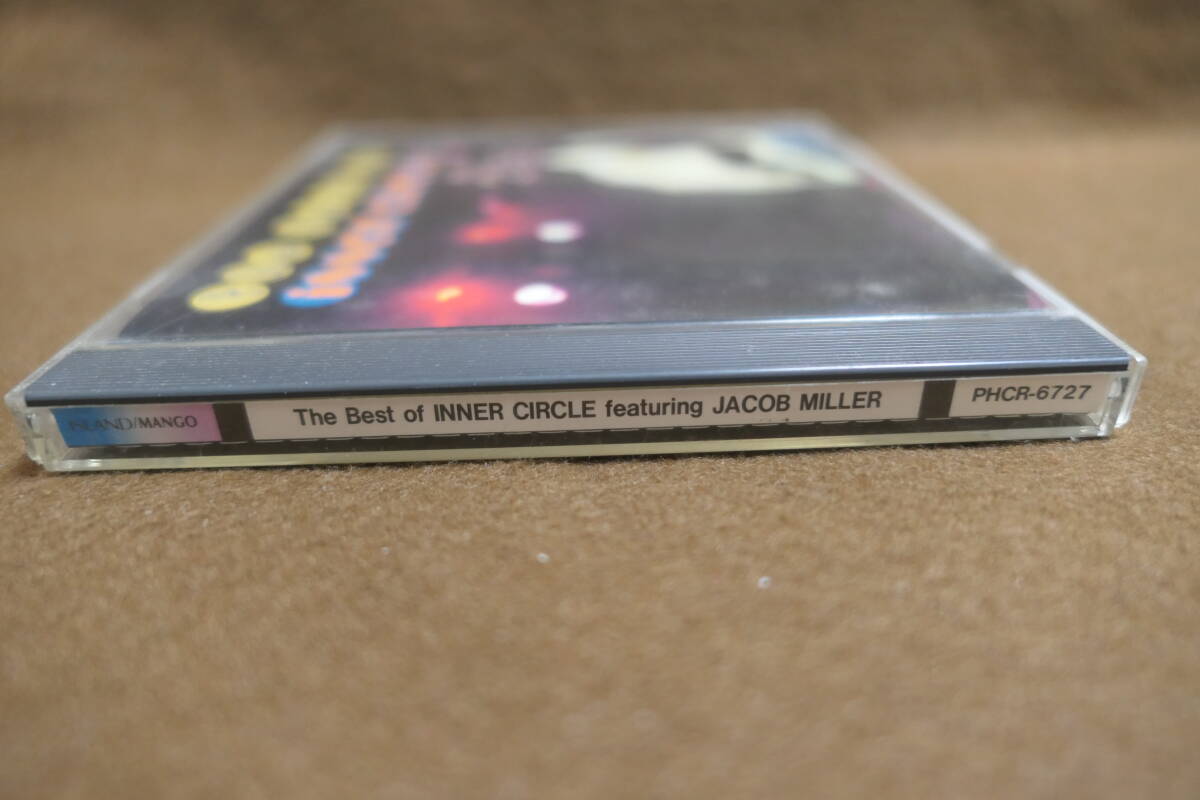 ISLAND/MANGO
The Best of INNER CIRCLE featuring JACOB MILLER
PHCR-6727